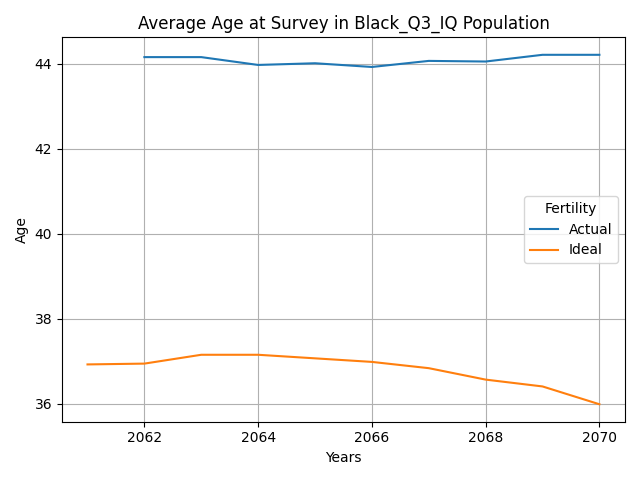 Average Age at Survey in Black_Q3_IQ Population
44
42
40
38
36
Age
Fertility
Actual
Ideal
2062 2064 2066 2068 2070
Years